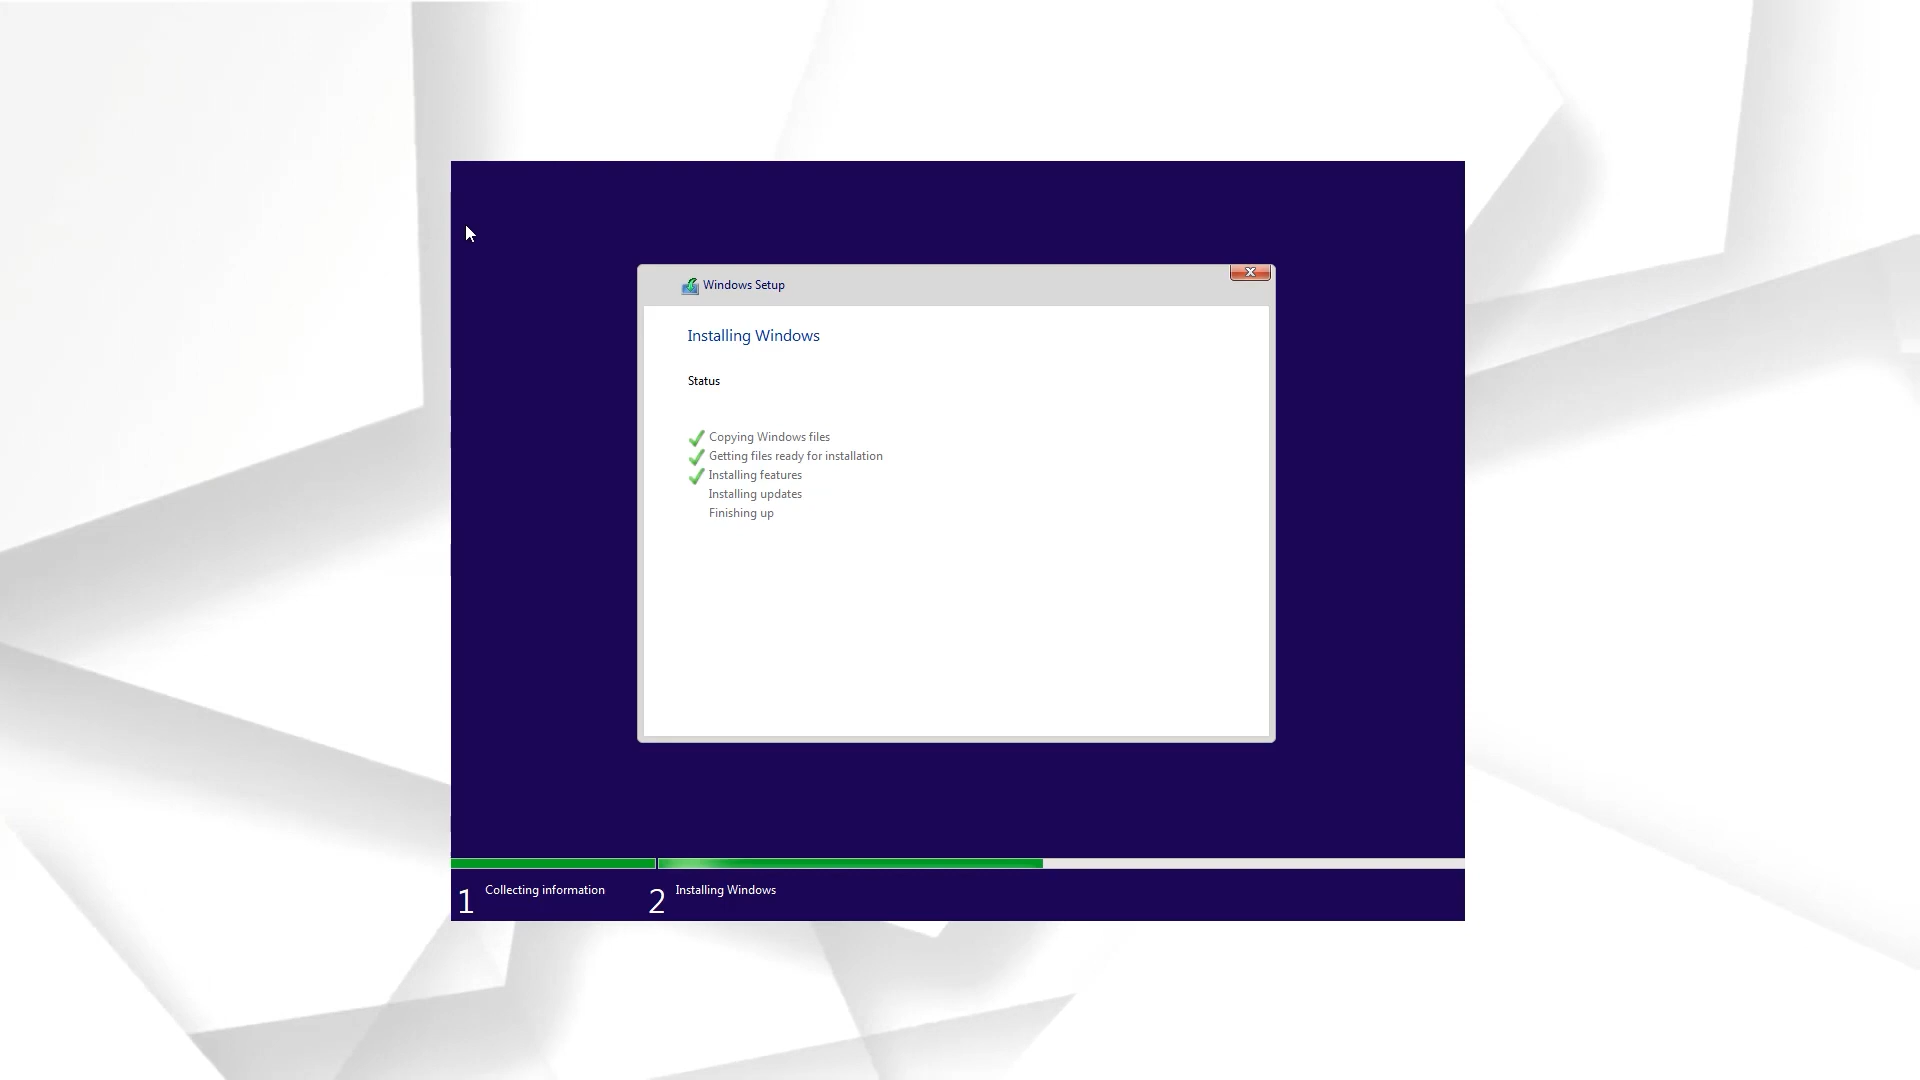 Windows Setup
Installing Windows
Status
Copying Windows files
Getting files ready for installation
Installing features
Installing updates
Finishing up
1 Collecting information
2 Installing Windows